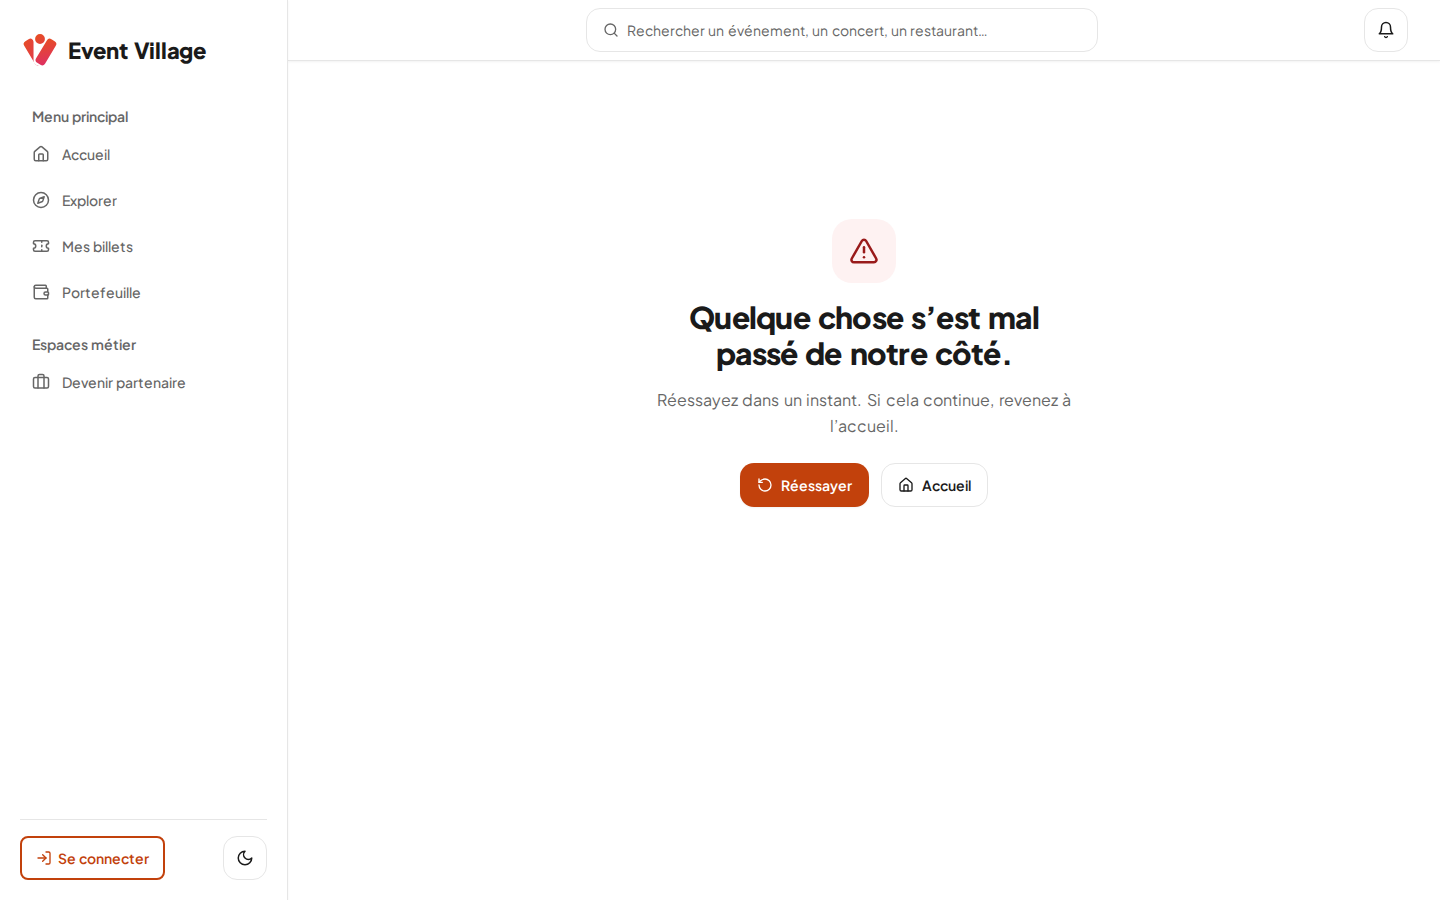 Event Village
Rechercher un événement, un concert, un restaurant...
Menu principal
Accueil
Explorer
Mes billets
Portefeuille
Espaces métier
Devenir partenaire
Quelque chose s’est mal
passé de notre côté.
Réessayez dans un instant. Si cela continue, revenez à
l’accueil.
Réessayer
Accueil
Se connecter